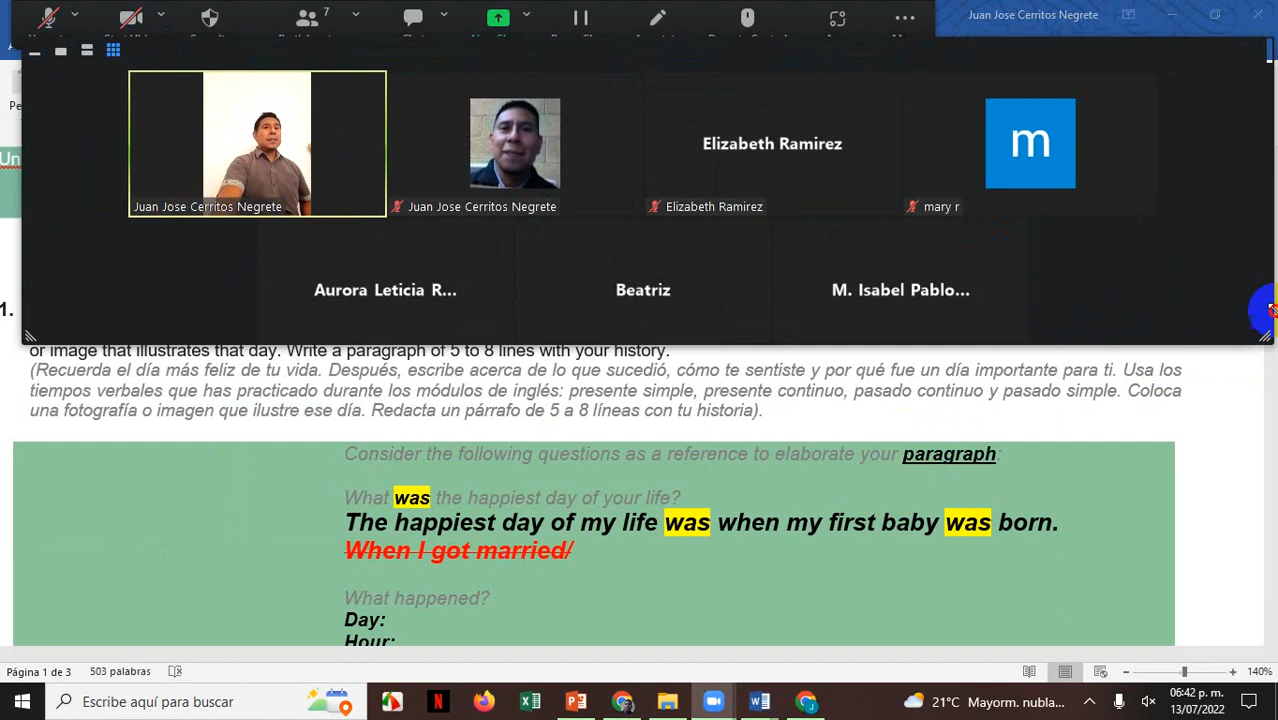 7
Juan Jose Cerritos Negrete
Juan Jose Cerritos Negrete
Juan Jose Cerritos Negrete
Elizabeth Ramirez
Elizabeth Ramirez
m
mary r
Aurora Leticia R...
Beatriz
M. Isabel Pablo...
Un
1.
or image that illustrates that day. Write a paragraph of 5 to 8 lines with your history.
(Recuerda el día más feliz de tu vida. Después, escribe acerca de lo que sucedió, cómo te sentiste y por qué fue un día importante para ti. Usa los
tiempos verbales que has practicado durante los módulos de inglés: presente simple, presente continuo, pasado continuo y pasado simple. Coloca
una fotografía o imagen que ilustre ese día. Redacta un párrafo de 5 a 8 líneas con tu historia).
Consider the following questions as a reference to elaborate your paragraph:
What was the happiest day of your life?
The happiest day of my life was when my first baby was born.
When I got married/
What happened?
Day:
Hour:
Página 1 de 3 503 palabras 140%
Escribe aquí para buscar
21°C Mayorm. nubla...
06:42 p. m.
13/07/2022